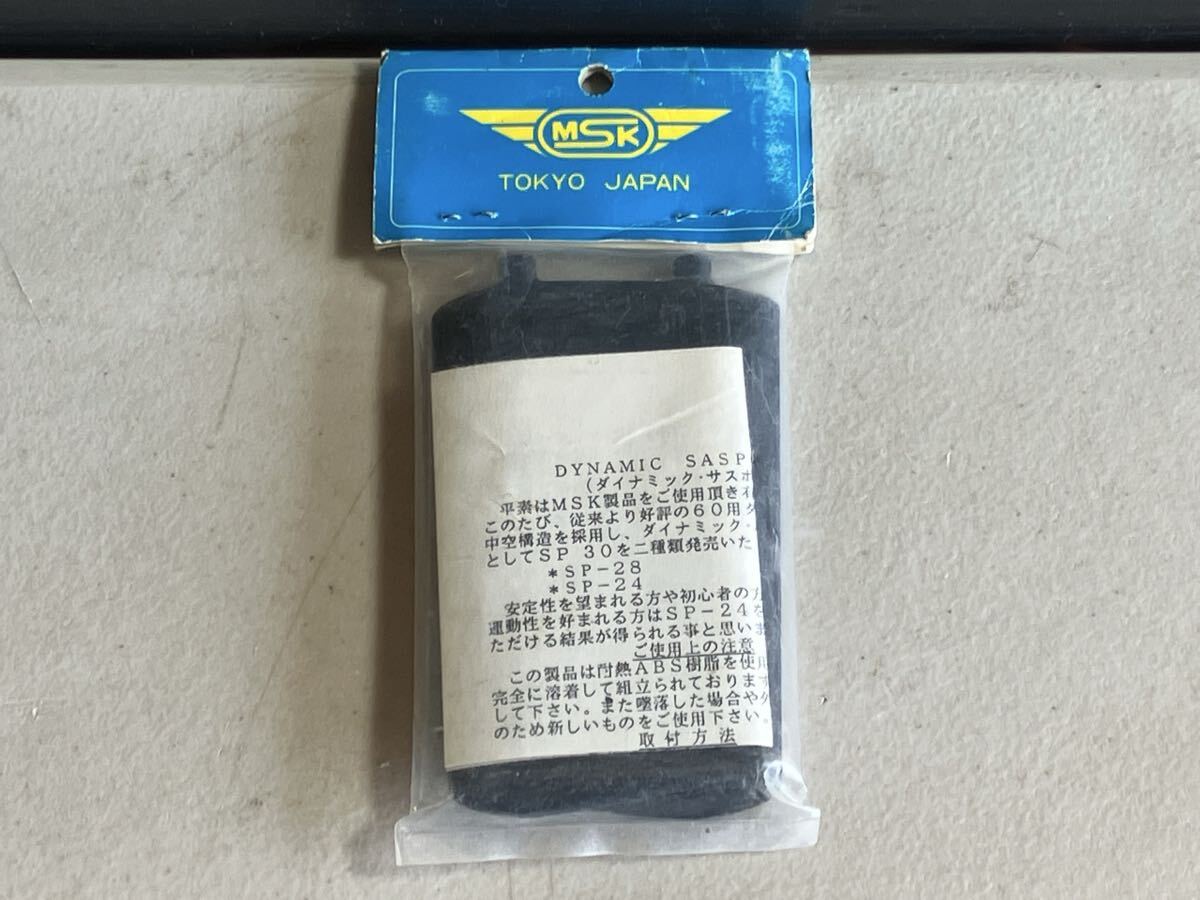 MSK
TOKYO JAPAN
DYNAMIC SASP
(ダイナミック・サスポ
平素はMSK製品をご使用頂き
このたび、従来より好評の60用ダ
中空構造を採用し、ダイナミック・
としてSP 30を二種類発売いた
*SP-28
*SP-24
安定性を望まれる方や初心者の方
運動性を好まれる方はSP-24を
ただける結果が得られる事と思いま
ご使用上の注意
この製品は耐熱ABS樹脂を使用
完全に溶着して組立られております
して下さい。また墜落した場合や
のため新しいものをご使用下さい。
取付方法